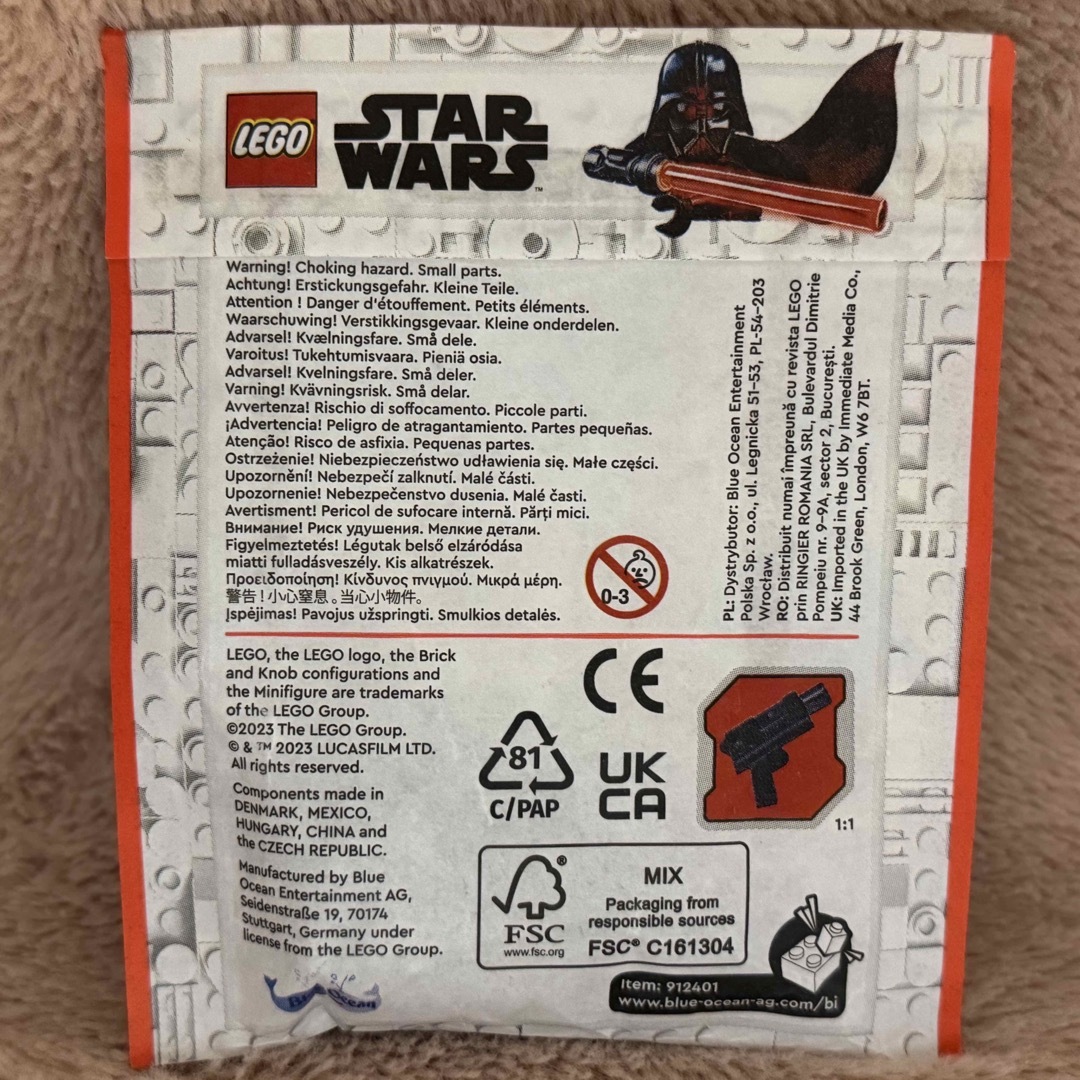 LEGO
STAR
WARS™
Warning! Choking hazard. Small parts.
Achtung! Erstickungsgefahr. Kleine Teile.
Attention ! Danger d'étouffement. Petits éléments.
Waarschuwing! Verstikkingsgevaar. Kleine onderdelen.
Advarsel! Kvælningsfare. Små dele.
Varoitus! Tukehtumisvaara. Pieniä osia.
Advarsel! Kvelningsfare. Små deler.
Varning! Kvävningsrisk. Små delar.
Avvertenza! Rischio di soffocamento. Piccole parti.
¡Advertencia! Peligro de atragantamiento. Partes pequeñas.
Atenção! Risco de asfixia. Pequenas partes.
Ostrzeżenie! Niebezpieczeństwo udławienia się. Małe części.
Upozornění! Nebezpečí zalknutí. Malé části.
Upozornenie! Nebezpečenstvo dusenia. Malé časti.
Avertisment! Pericol de sufocare internă. Părți mici.
Внимание! Риск удушения. Мелкие детали.
Figyelmeztetés! Légutak belső elzáródása
miatti fulladásveszély. Kis alkatrészek.
Προειδοποίηση! Κίνδυνος πνιγμού. Μικρά μέρη.
警告!小心窒息。当心小物件。
Įspėjimas! Pavojus užspringti. Smulkios detalės.
0-3
PL: Dystrybutor: Blue Ocean Entertainment
Polska Sp. z o.o., ul. Legnicka 51-53, PL-54-203
Wrocław.
RO: Distribuit numai împreună cu revista LEGO
prin RINGIER ROMANIA SRL, Bulevardul Dimitrie
Pompeiu nr. 9-9A, sector 2, București.
UK: Imported in the UK by Immediate Media Co.,
44 Brook Green, London, W6 7BT.
LEGO, the LEGO logo, the Brick
and Knob configurations and
the Minifigure are trademarks
of the LEGO Group.
©2023 The LEGO Group.
© & ™ 2023 LUCASFILM LTD.
All rights reserved.
Components made in
DENMARK, MEXICO,
HUNGARY, CHINA and
the CZECH REPUBLIC.
Manufactured by Blue
Ocean Entertainment AG,
Seidenstraße 19, 70174
Stuttgart, Germany under
license from the LEGO Group.
Blue Ocean
CE
81
C/PAP
UK
CA
1:1
FSC®
www.fsc.org
MIX
Packaging from
responsible sources
FSC® C161304
Item: 912401
www.blue-ocean-ag.com/bi